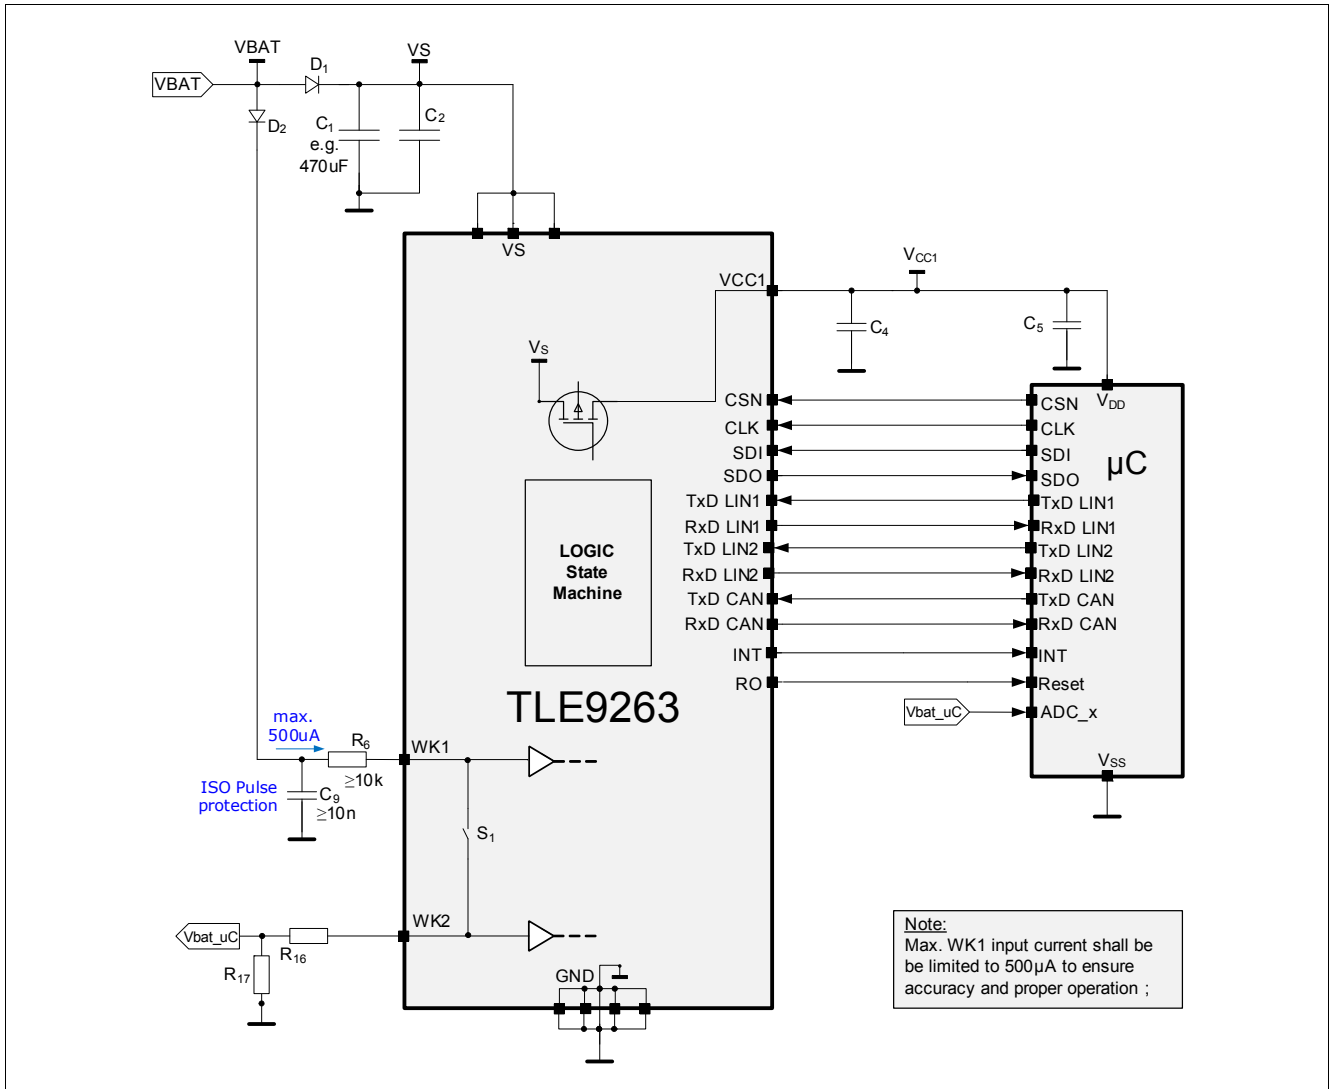 VBAT
VS
VBAT
D1
D2
C1
e.g.
470uF
C2
VS
VCC1
VCC1
C4
C5
VS
CSN
CLK
SDI
SDO
TxD LIN1
RxD LIN1
TxD LIN2
RxD LIN2
TxD CAN
RxD CAN
INT
RO
CSN
VDD
CLK
SDI
µC
SDO
TxD LIN1
RxD LIN1
TxD LIN2
RxD LIN2
TxD CAN
RxD CAN
INT
Reset
Vbat_uC
ADC_x
VSS
LOGIC
State
Machine
TLE9263
max.
500uA
R6
≥10k
WK1
ISO Pulse
protection
C9
≥10n
S1
WK2
Vbat_uC
R16
R17
GND
Note:
Max. WK1 input current shall be
be limited to 500µA to ensure
accuracy and proper operation ;